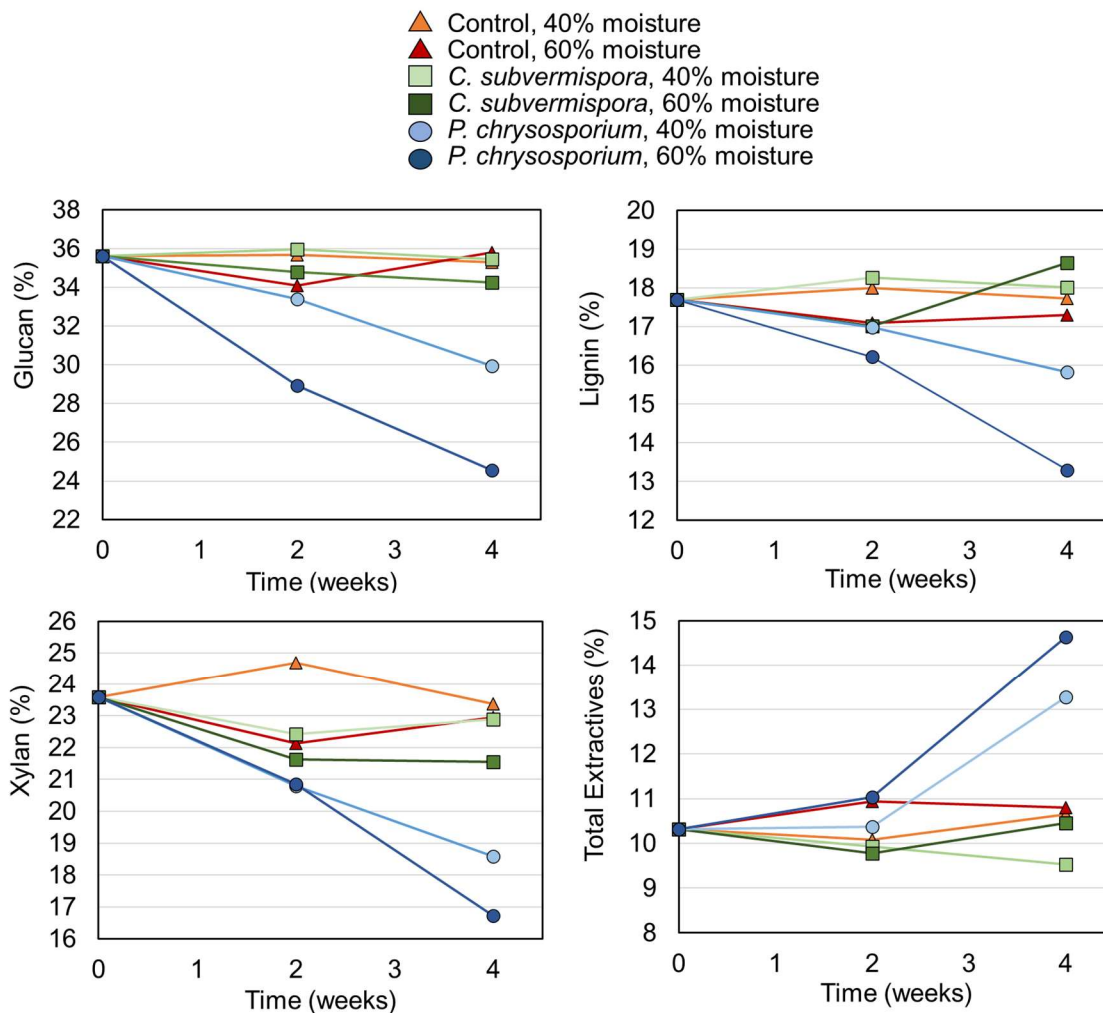 Control, 40% moisture
Control, 60% moisture
C. subvermispora, 40% moisture
C. subvermispora, 60% moisture
P. chrysosporium, 40% moisture
P. chrysosporium, 60% moisture
Glucan (%)
38
36
34
32
30
28
26
24
22
0 1 2 3 4
Time (weeks)
Lignin (%)
20
19
18
17
16
15
14
13
12
0 1 2 3 4
Time (weeks)
Xylan (%)
26
25
24
23
22
21
20
19
18
17
16
0 1 2 3 4
Time (weeks)
Total Extractives (%)
15
14
13
12
11
10
9
8
0 1 2 3 4
Time (weeks)